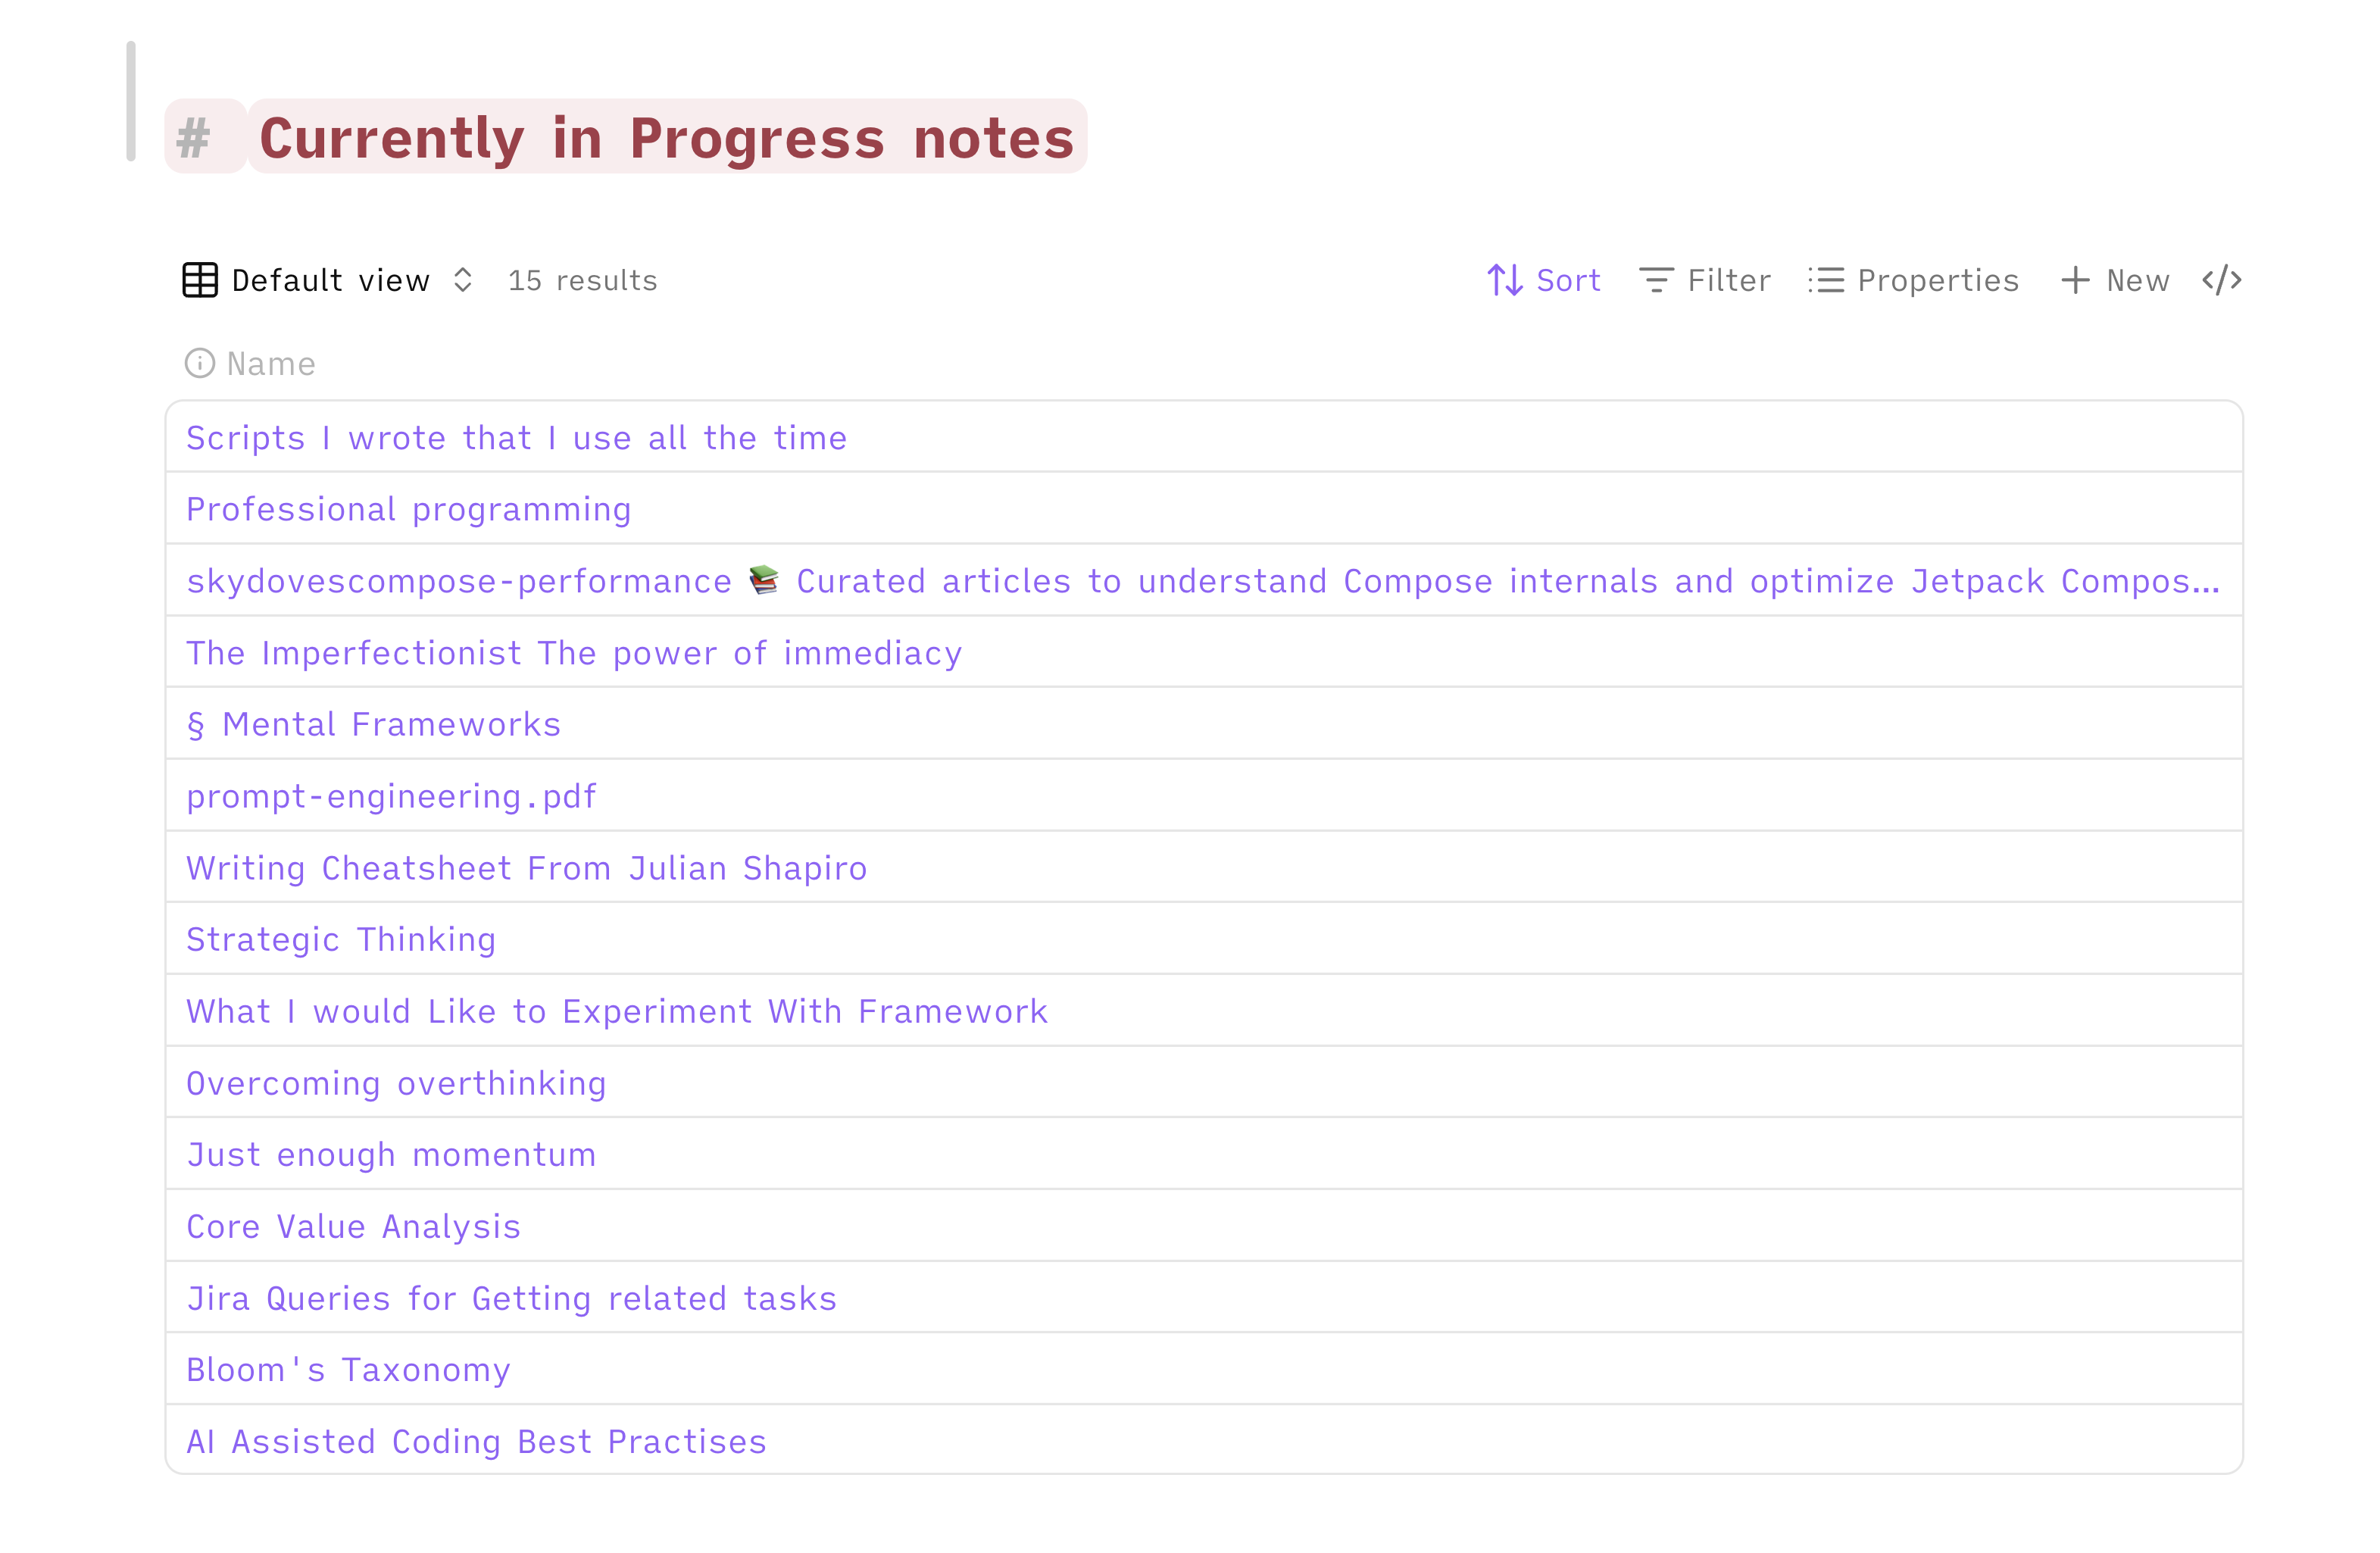 # Currently in Progress notes
Default view 15 results Sort Filter Properties + New </>
Name
Scripts I wrote that I use all the time
Professional programming
skydovescompose-performance 📚 Curated articles to understand Compose internals and optimize Jetpack Compos...
The Imperfectionist The power of immediacy
§ Mental Frameworks
prompt-engineering.pdf
Writing Cheatsheet From Julian Shapiro
Strategic Thinking
What I would Like to Experiment With Framework
Overcoming overthinking
Just enough momentum
Core Value Analysis
Jira Queries for Getting related tasks
Bloom's Taxonomy
AI Assisted Coding Best Practises